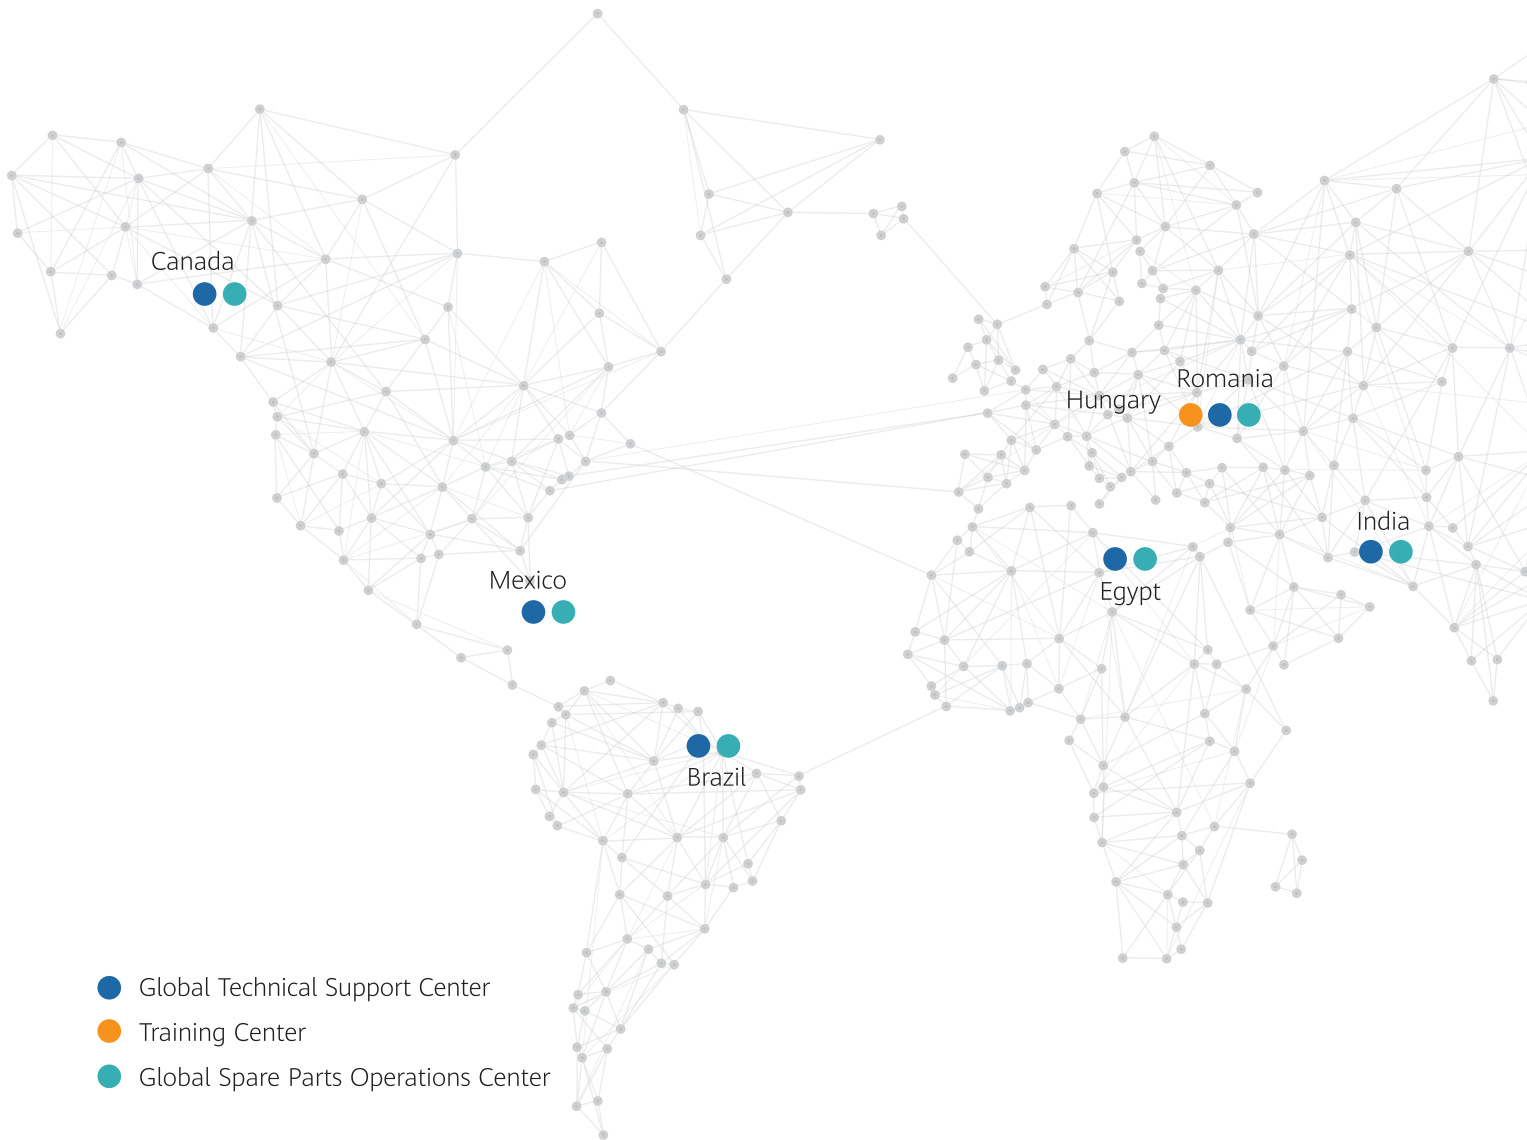 Canada
Romania
Hungary
India
Mexico
Egypt
Brazil
Global Technical Support Center
Training Center
Global Spare Parts Operations Center